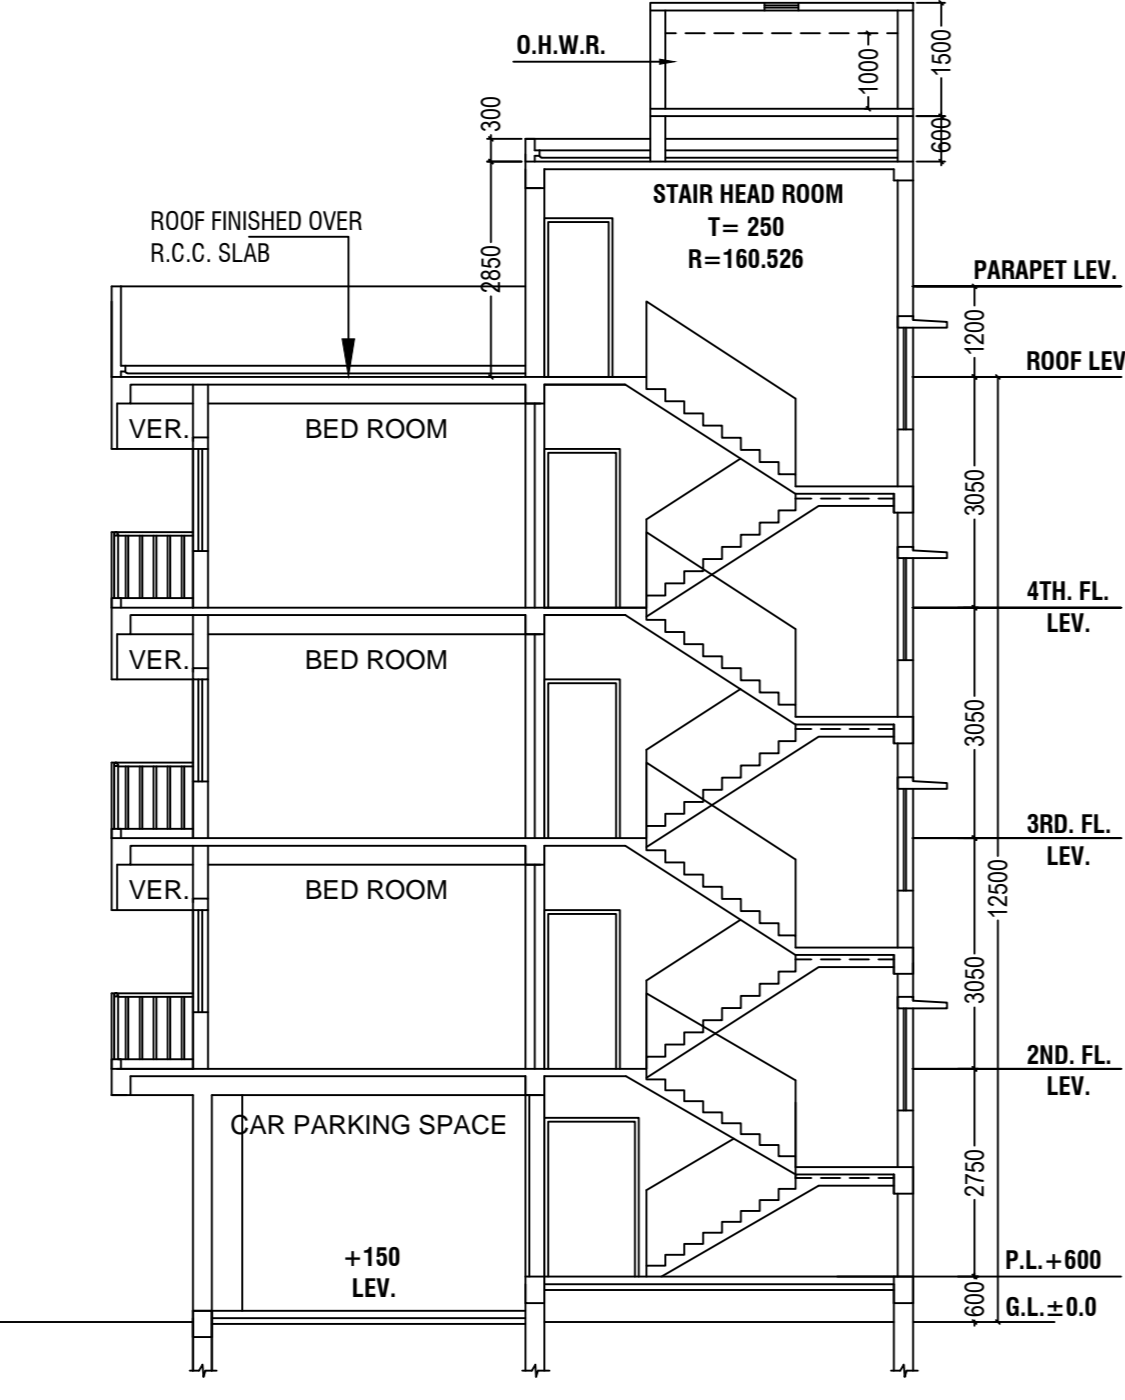 O.H.W.R.
1000
1500
600
300
2850
STAIR HEAD ROOM
T= 250
R=160.526
ROOF FINISHED OVER
R.C.C. SLAB
PARAPET LEV.
1200
ROOF LEV
VER.
BED ROOM
3050
4TH. FL.
LEV.
VER.
BED ROOM
3050
3RD. FL.
LEV.
12500
VER.
BED ROOM
3050
2ND. FL.
LEV.
CAR PARKING SPACE
2750
+150
LEV.
P.L.+600
600
G.L.±0.0